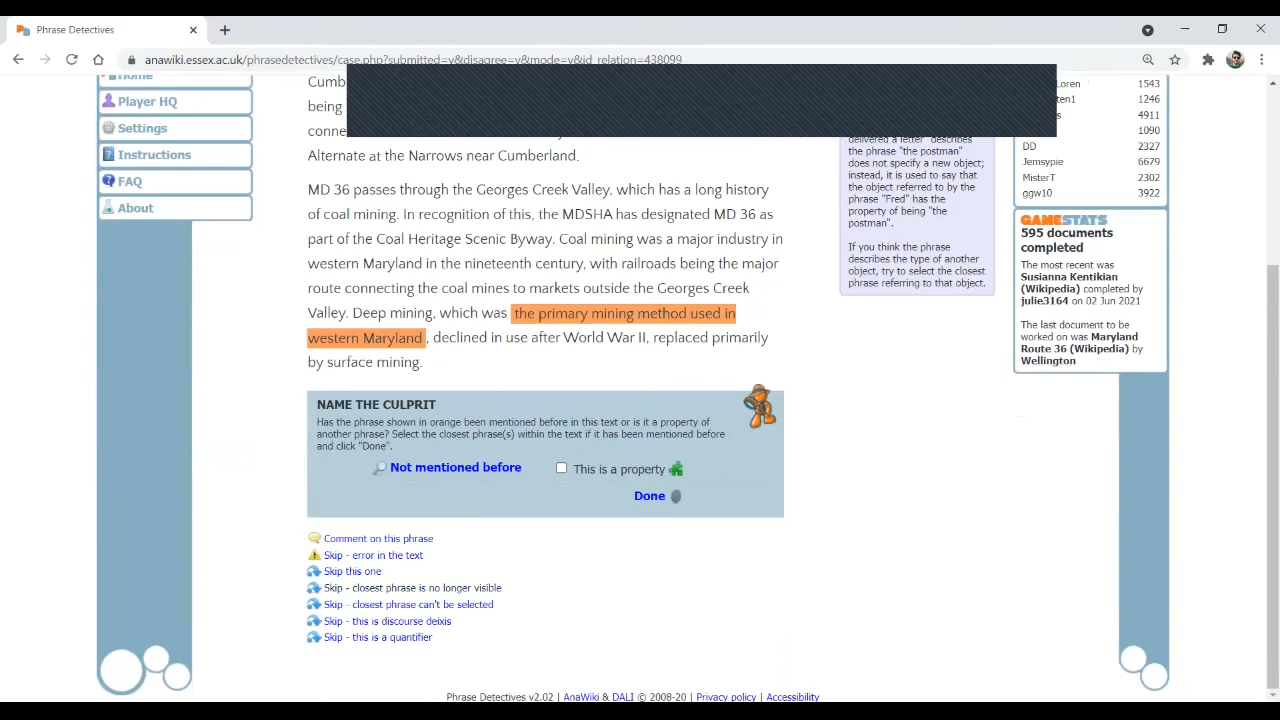 Phrase Detectives
anawiki.essex.ac.uk/phrasedetectives/case.php?submitted=y&disagree=y&mode=y&id_relation=438099
Home
Player HQ
Settings
Instructions
FAQ
About
being
Alternate at the Narrows near Cumberland.
MD 36 passes through the Georges Creek Valley, which has a long history
of coal mining. In recognition of this, the MDSHA has designated MD 36 as
part of the Coal Heritage Scenic Byway. Coal mining was a major industry in
western Maryland in the nineteenth century, with railroads being the major
route connecting the coal mines to markets outside the Georges Creek
Valley. Deep mining, which was the primary mining method used in
western Maryland , declined in use after World War II, replaced primarily
by surface mining.
NAME THE CULPRIT
Has the phrase shown in orange been mentioned before in this text or is it a property of
another phrase? Select the closest phrase(s) within the text if it has been mentioned before
and click "Done".
Not mentioned before
This is a property
Done
Comment on this phrase
Skip - error in the text
Skip this one
Skip - closest phrase is no longer visible
Skip - closest phrase can't be selected
Skip - this is discourse deixis
Skip - this is a quantifier
delivered a letter" describes
the phrase "the postman"
does not specify a new object;
instead, it is used to say that
the object referred to by the
phrase "Fred" has the
property of being "the
postman".
If you think the phrase
describes the type of another
object, try to select the closest
phrase referring to that object.
1543
1246
4911
1090
DD 2327
Jemsypie 6679
MisterT 2302
ggw10 3922
GAMESTATS
595 documents
completed
The most recent was
Susianna Kentikian
(Wikipedia) completed by
julie3164 on 02 Jun 2021
The last document to be
worked on was Maryland
Route 36 (Wikipedia) by
Wellington
Phrase Detectives v2.02 | AnaWiki & DALI © 2008-20 | Privacy policy | Accessibility